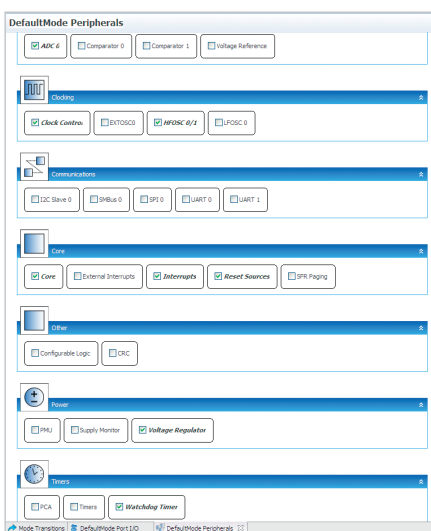 DefaultMode Peripherals
ADC 0 Comparator 0 Comparator 1 Voltage Reference
Clocking
Clock Control EXTOSC0 HFOSC 0/1 LFOSC 0
Communications
I2C Slave 0 SMBus 0 SPI 0 UART 0 UART 1
Core
Core External Interrupts Interrupts Reset Sources SFR Paging
Other
Configurable Logic CRC
Power
PMU Supply Monitor Voltage Regulator
Timers
PCA Timers Watchdog Timer
Mode Transitions DefaultMode Port I/O DefaultMode Peripherals